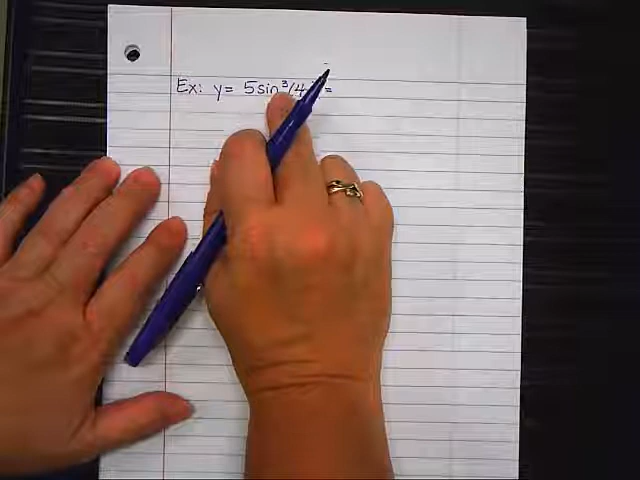 Ex: y = 5sin³(4 =